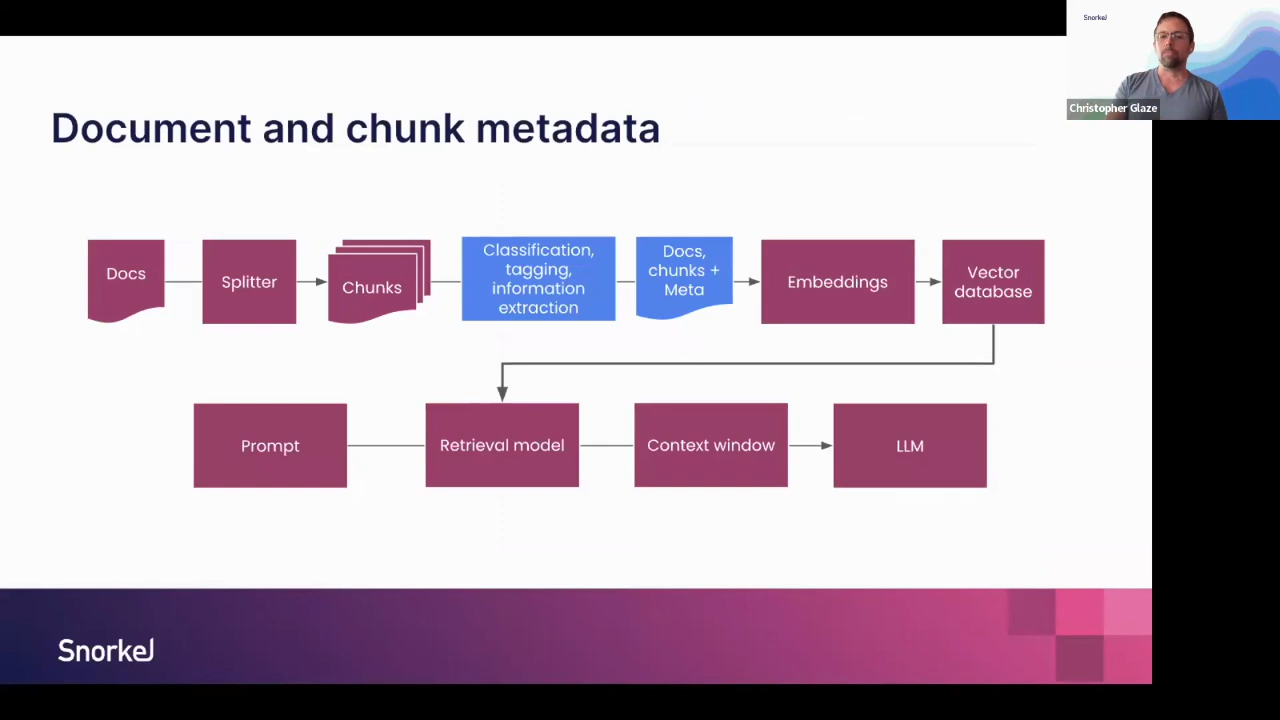 Snorkel
Christopher Glaze
Document and chunk metadata
Docs
Splitter
Chunks
Classification,
tagging,
information
extraction
Docs,
chunks +
Meta
Embeddings
Vector
database
Prompt
Retrieval model
Context window
LLM
Snorkel